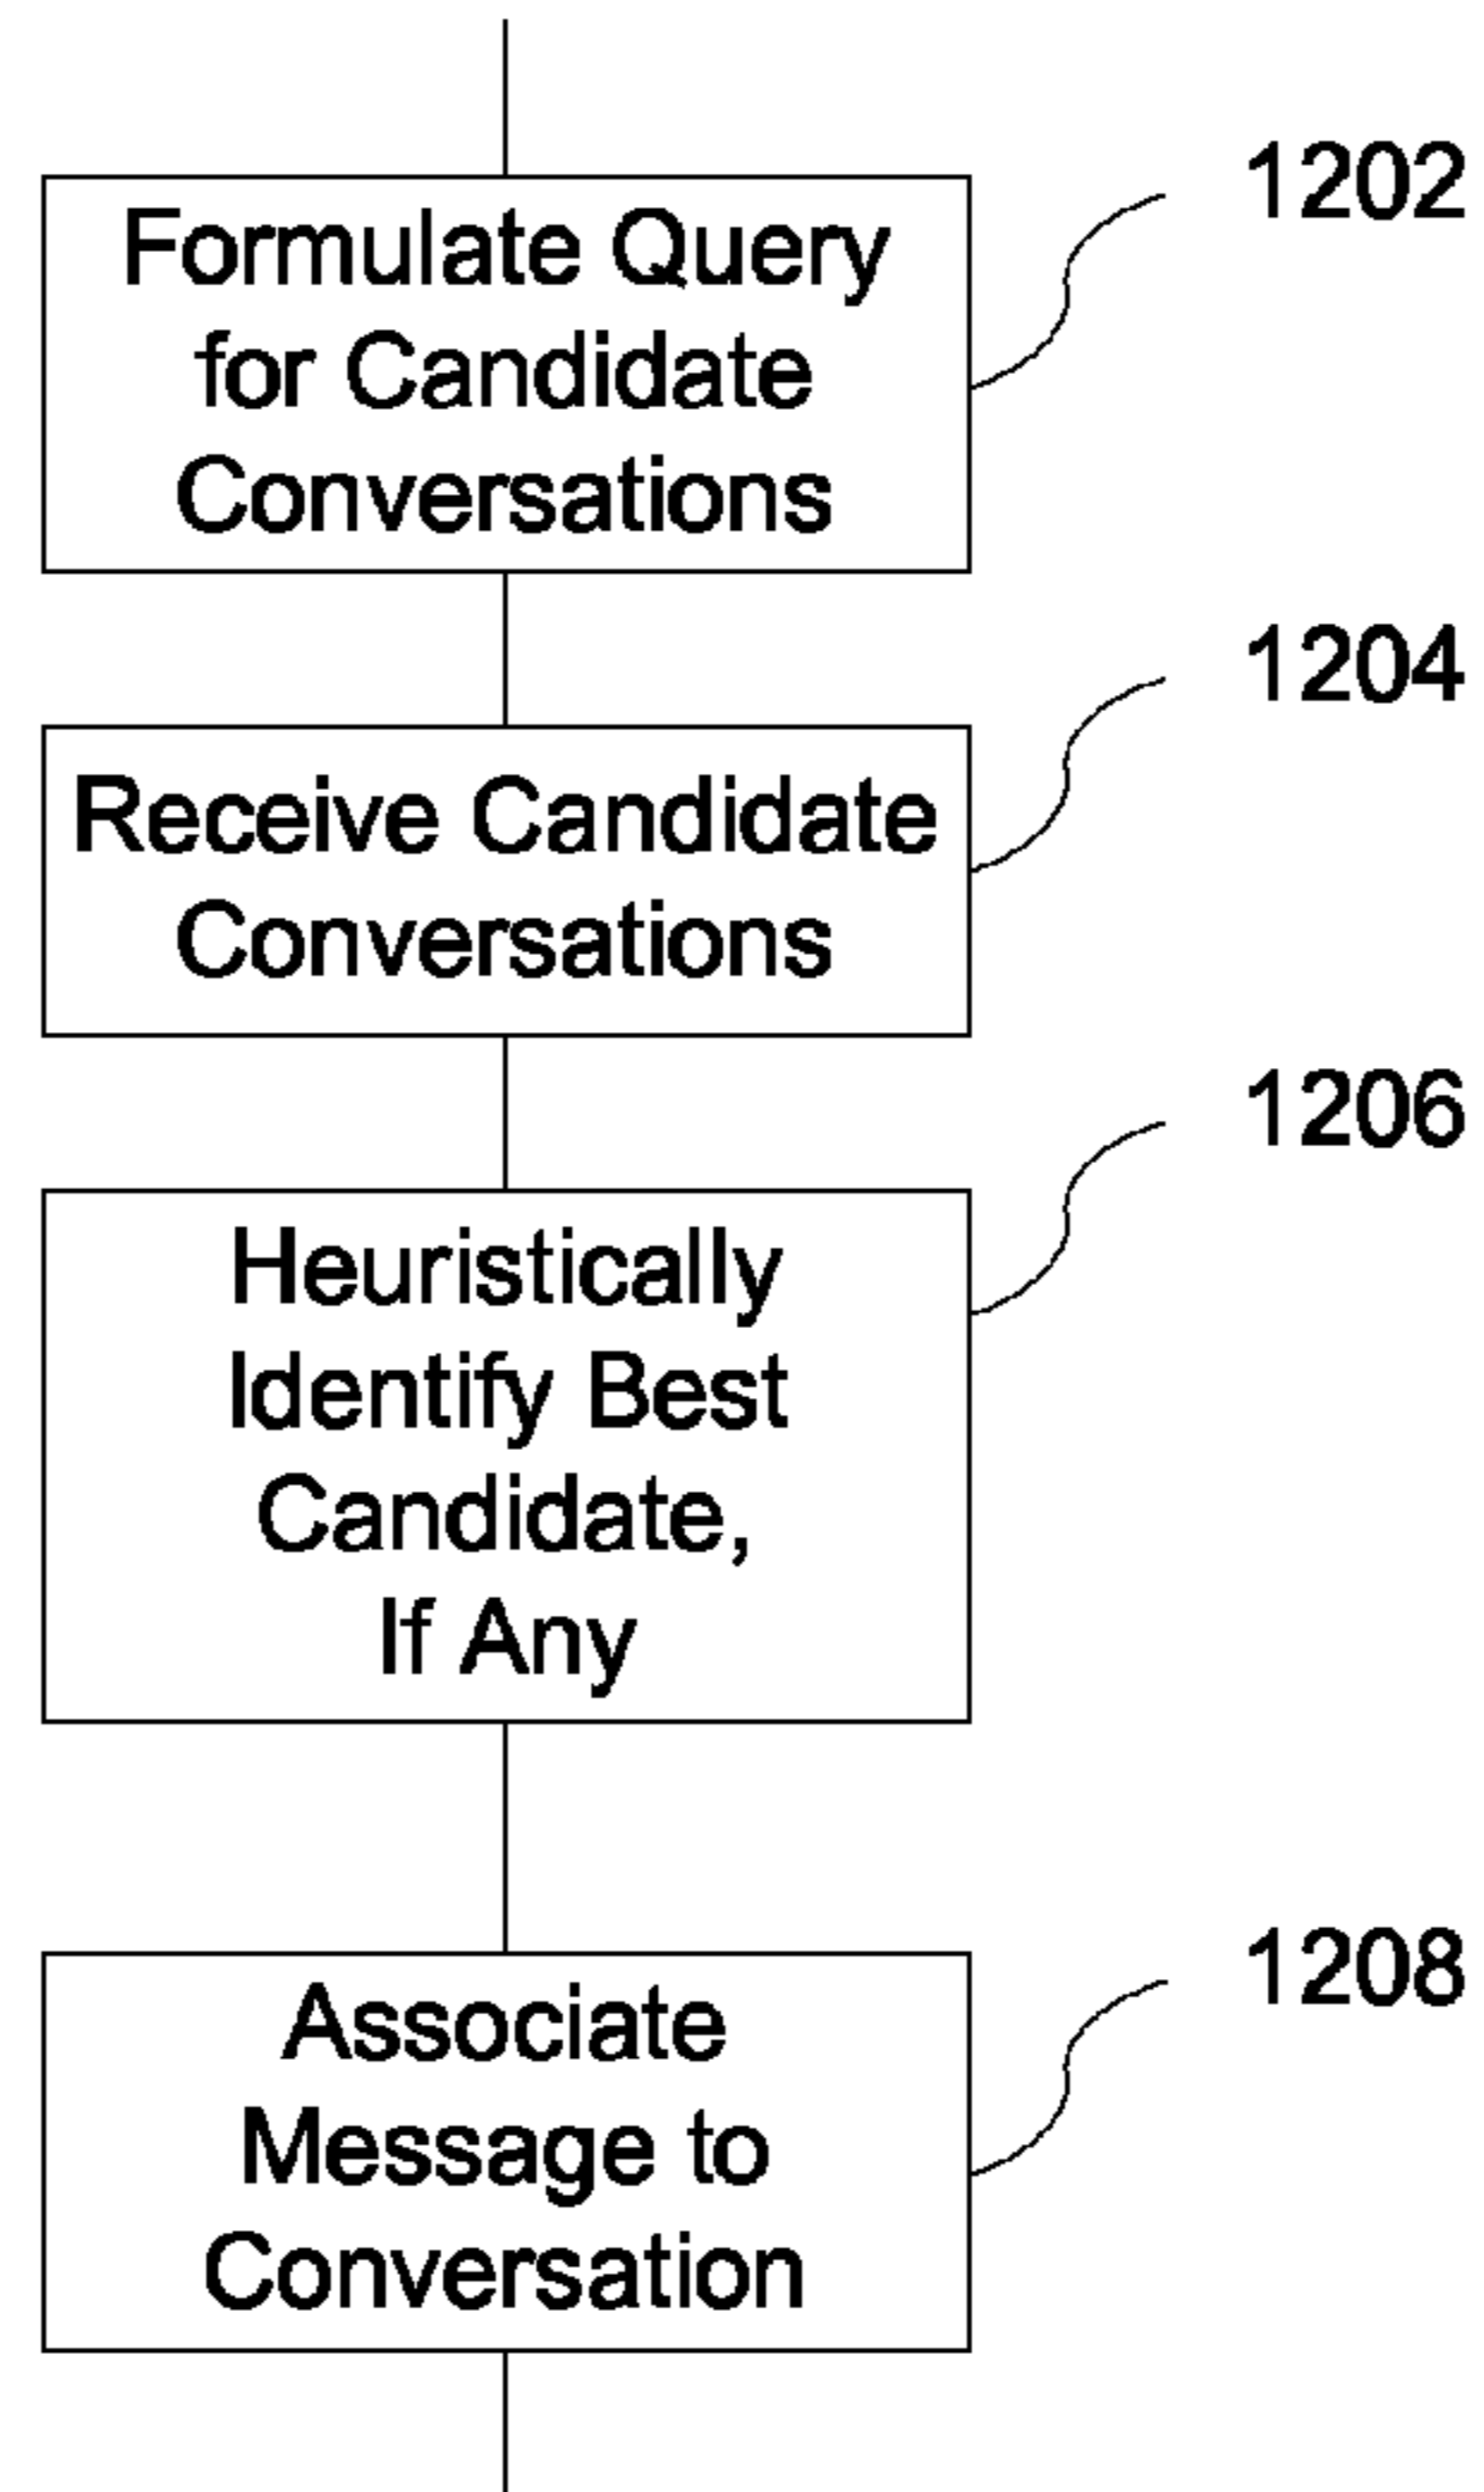 1202
Formulate Query
for Candidate
Conversations
1204
Receive Candidate
Conversations
1206
Heuristically
Identify Best
Candidate,
If Any
1208
Associate
Message to
Conversation